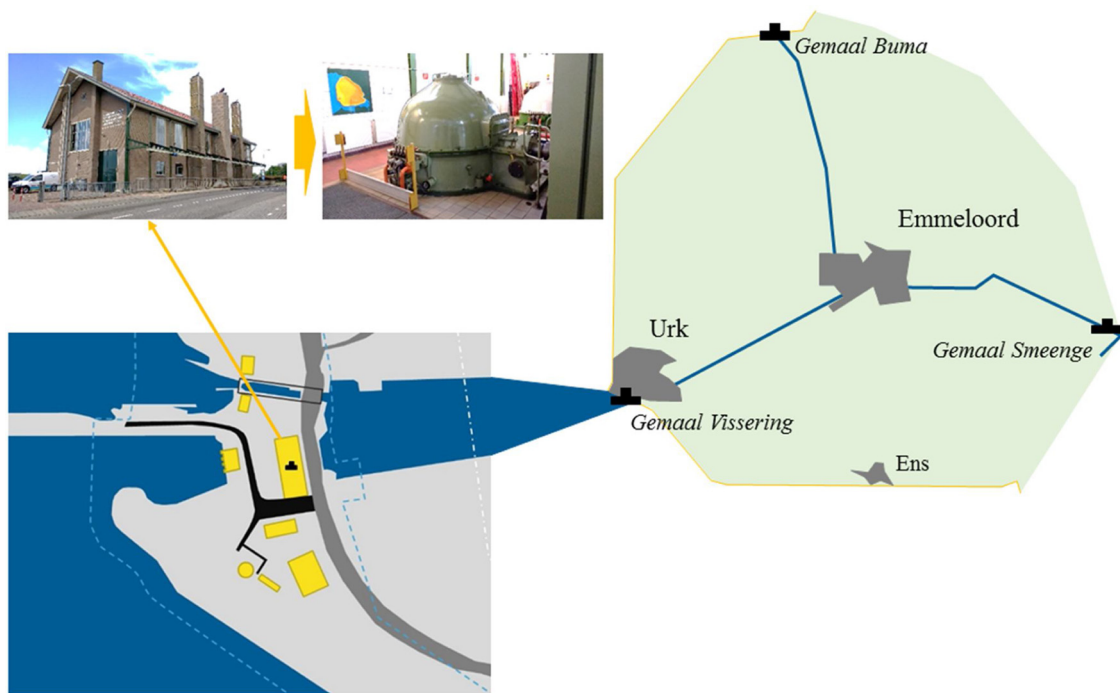 Gemaal Buma
Emmeloord
Urk
Gemaal Smeenge
Gemaal Vissering
Ens